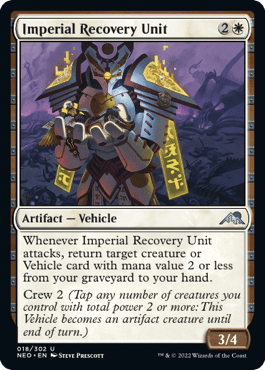 Imperial Recovery Unit 2
Artifact — Vehicle
Whenever Imperial Recovery Unit
attacks, return target creature or
Vehicle card with mana value 2 or less
from your graveyard to your hand.
Crew 2 (Tap any number of creatures you
control with total power 2 or more: This
Vehicle becomes an artifact creature until
end of turn.)
3/4
018/302 U
NEO • EN Steve Prescott
™ & © 2022 Wizards of the Coast